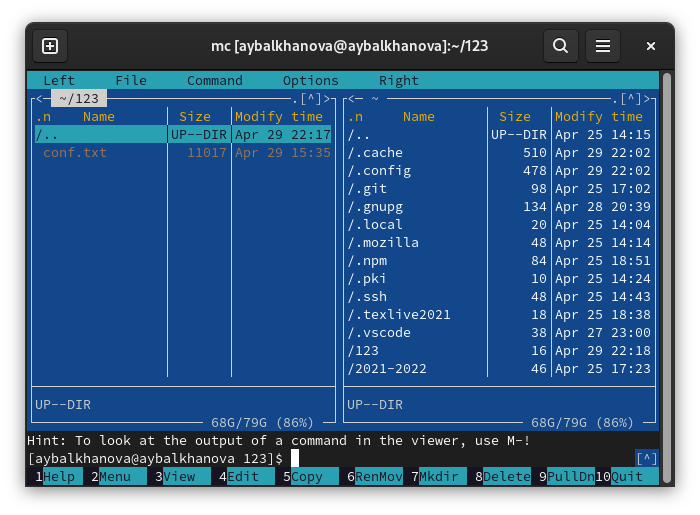 mc [aybalkhanova@aybalkhanova]:~/123
Left File Command Options Right
<─ ~/123 ─.[^]>
.n Name Size Modify time
/.. UP--DIR Apr 29 22:17
conf.txt 11017 Apr 29 15:35
UP--DIR
68G/79G (86%)
<─ ~ ─.[^]>
.n Name Size Modify time
/.. UP--DIR Apr 25 14:15
/.cache 510 Apr 29 22:02
/.config 478 Apr 29 22:02
/.git 98 Apr 25 17:02
/.gnupg 134 Apr 28 20:39
/.local 20 Apr 25 14:04
/.mozilla 48 Apr 25 14:14
/.npm 84 Apr 25 18:51
/.pki 10 Apr 25 14:24
/.ssh 48 Apr 25 14:43
/.texlive2021 18 Apr 25 18:38
/.vscode 38 Apr 27 23:00
/123 16 Apr 29 22:18
/2021-2022 46 Apr 25 17:23
UP--DIR
68G/79G (86%)
Hint: To look at the output of a command in the viewer, use M-!
[aybalkhanova@aybalkhanova 123]$ [^]
1Help 2Menu 3View 4Edit 5Copy 6RenMov 7Mkdir 8Delete 9PullDn 10Quit